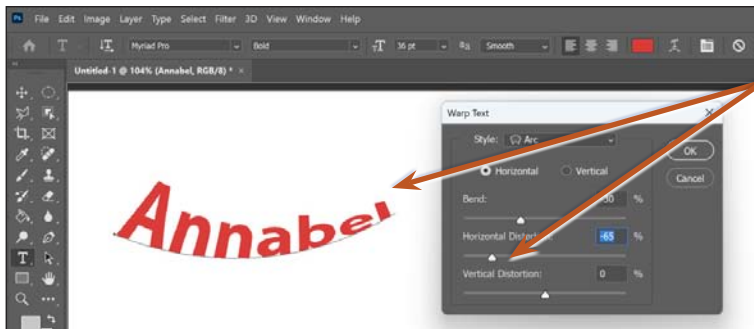 Ps File Edit Image Layer Type Select Filter 3D View Window Help
T Myriad Pro Bold 36 pt aa Smooth
Untitled-1 @ 104% (Annabel, RGB/8) * ×
Annabel
Warp Text
Style: Arc
Horizontal Vertical
Bend: %
Horizontal -65 %
Vertical Distortion: 0 %
OK
Cancel